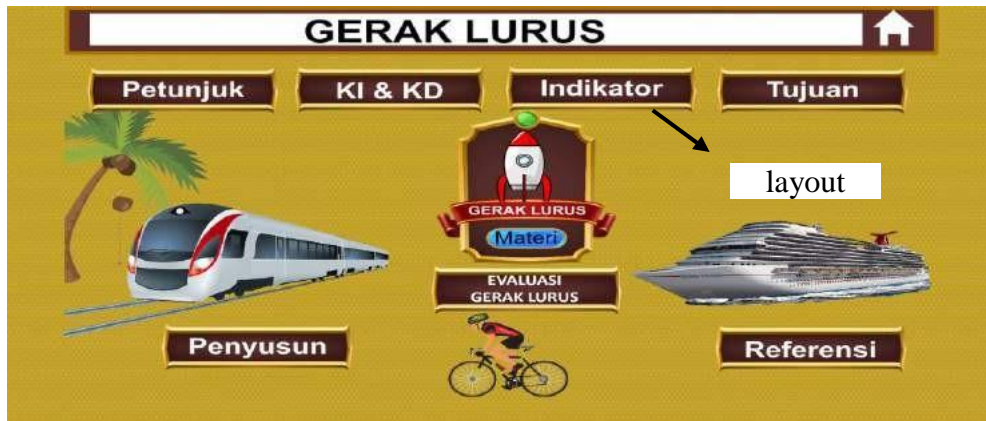 GERAK LURUS
Petunjuk
KI & KD
Indikator
Tujuan
layout
GERAK LURUS
Materi
EVALUASI
GERAK LURUS
Penyusun
Referensi